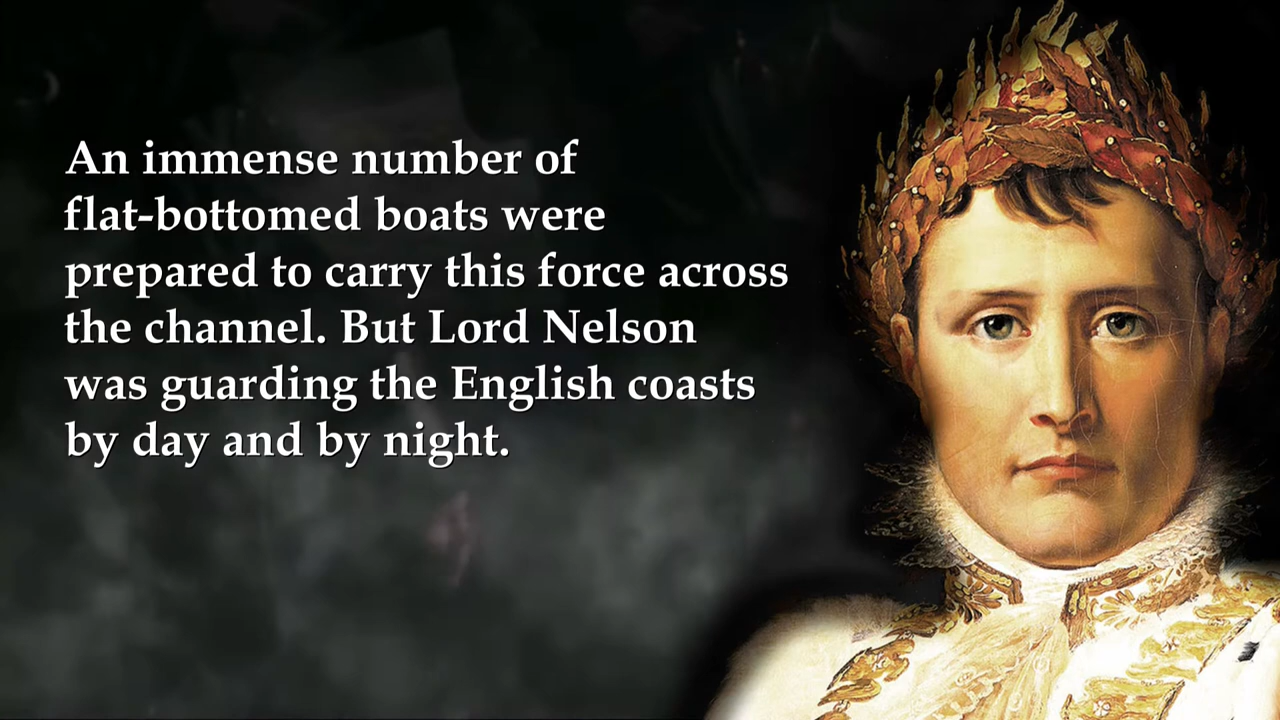 An immense number of
flat-bottomed boats were
prepared to carry this force across
the channel. But Lord Nelson
was guarding the English coasts
by day and by night.